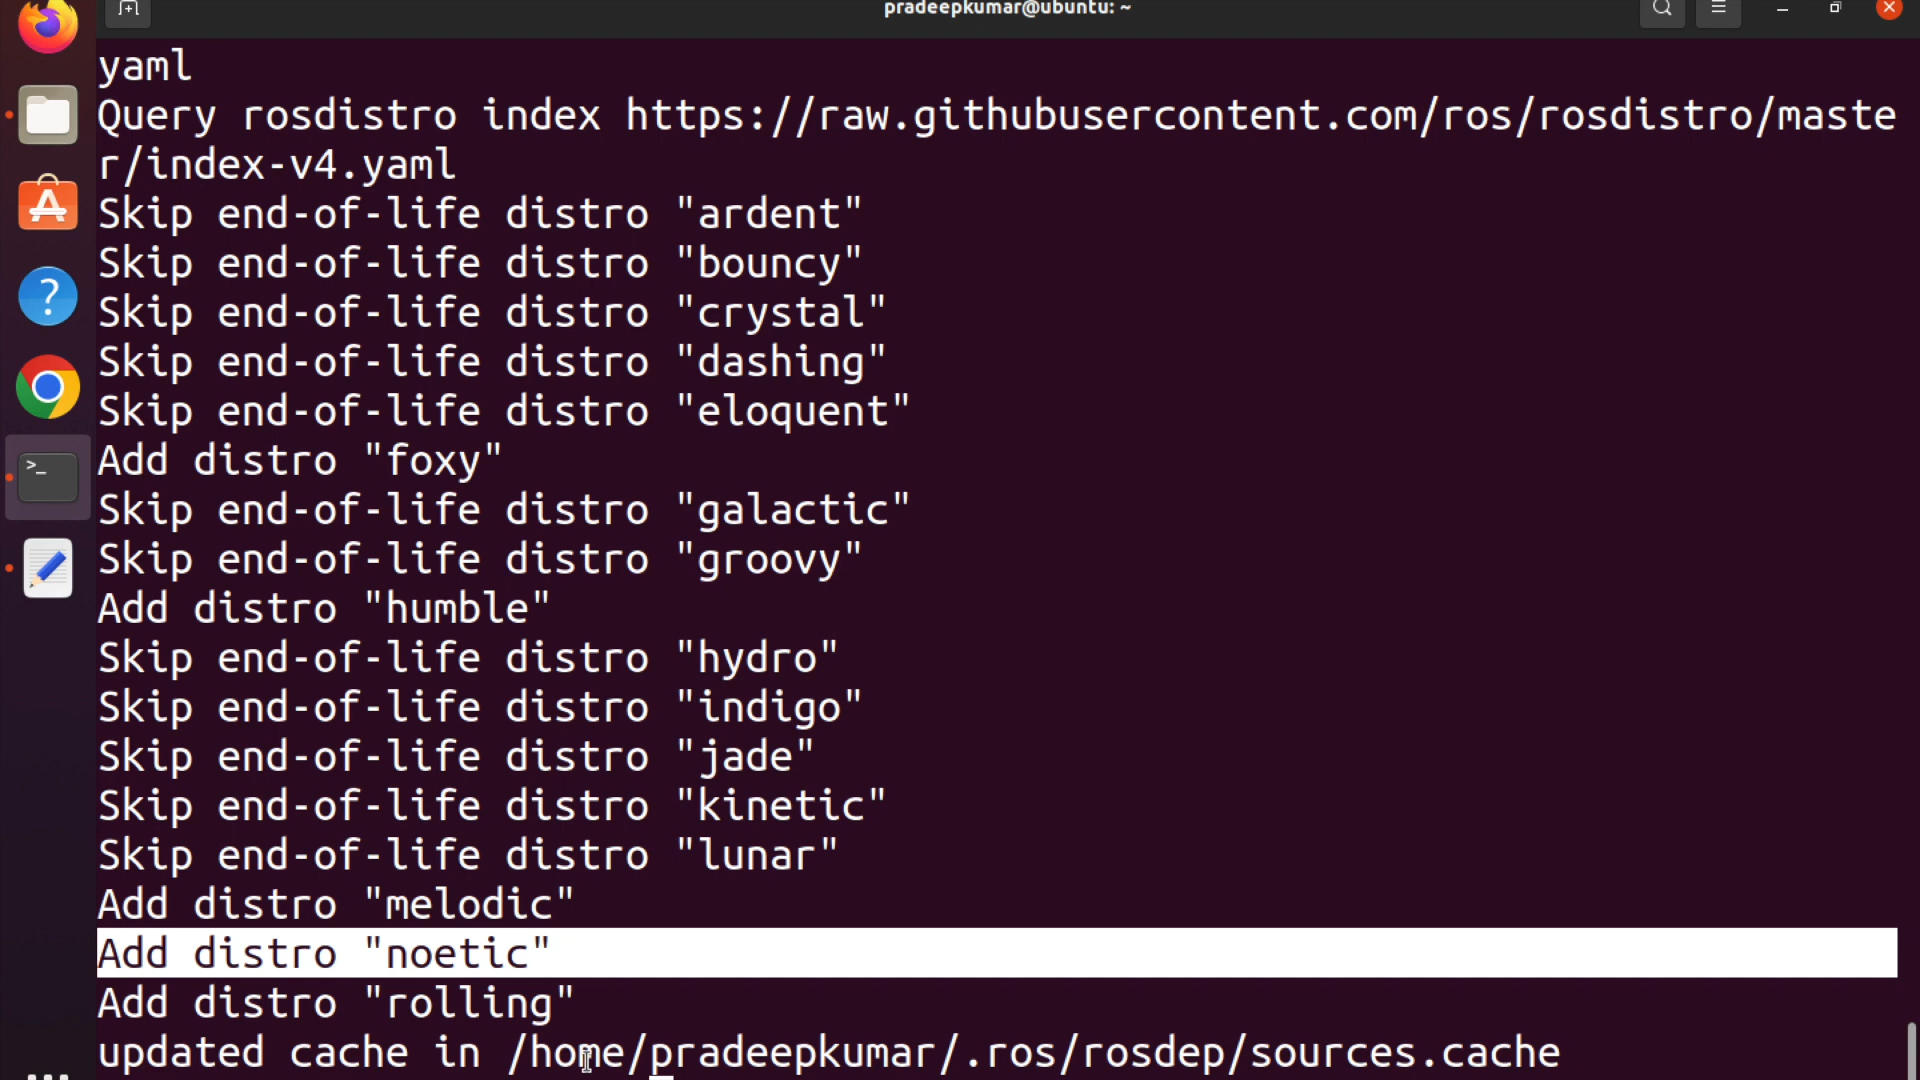 pradeepkumar@ubuntu: ~
yaml
Query rosdistro index https://raw.githubusercontent.com/ros/rosdistro/maste
r/index-v4.yaml
Skip end-of-life distro "ardent"
Skip end-of-life distro "bouncy"
Skip end-of-life distro "crystal"
Skip end-of-life distro "dashing"
Skip end-of-life distro "eloquent"
Add distro "foxy"
Skip end-of-life distro "galactic"
Skip end-of-life distro "groovy"
Add distro "humble"
Skip end-of-life distro "hydro"
Skip end-of-life distro "indigo"
Skip end-of-life distro "jade"
Skip end-of-life distro "kinetic"
Skip end-of-life distro "lunar"
Add distro "melodic"
Add distro "noetic"
Add distro "rolling"
updated cache in /home/pradeepkumar/.ros/rosdep/sources.cache